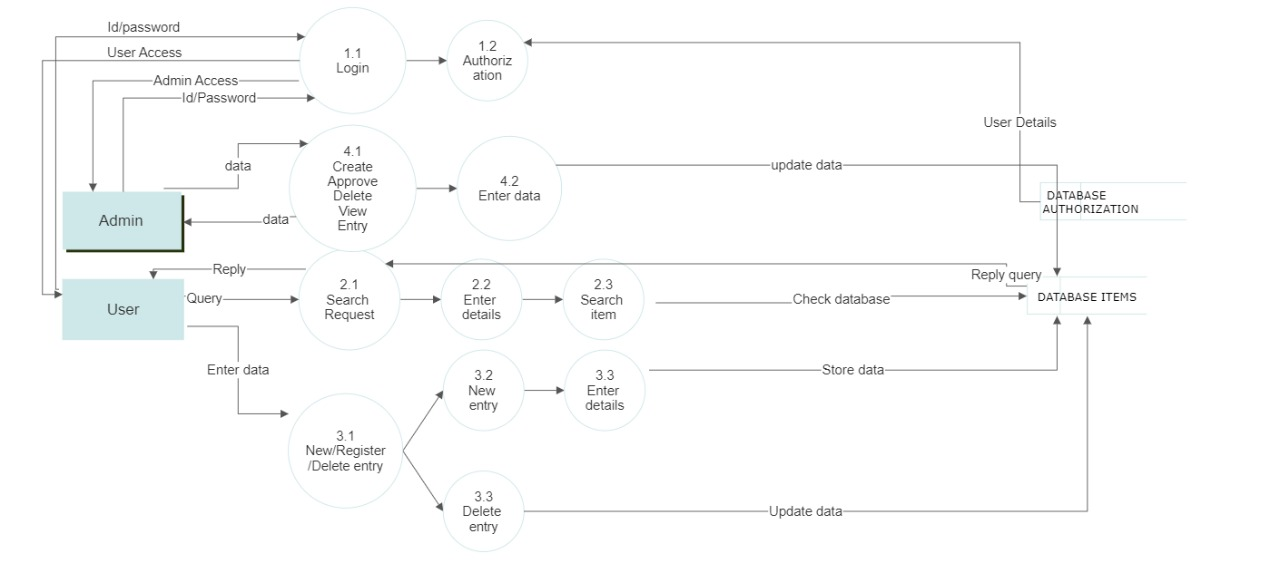 Id/password
User Access
Admin Access
Id/Password
1.1
Login
1.2
Authoriz
ation
User Details
data
4.1
Create
Approve
Delete
View
Entry
4.2
Enter data
update data
DATABASE
AUTHORIZATION
Admin
data
Reply
Reply query
User
Query
2.1
Search
Request
2.2
Enter
details
2.3
Search
item
Check database
DATABASE ITEMS
Enter data
3.2
New
entry
3.3
Enter
details
Store data
3.1
New/Register
/Delete entry
3.3
Delete
entry
Update data